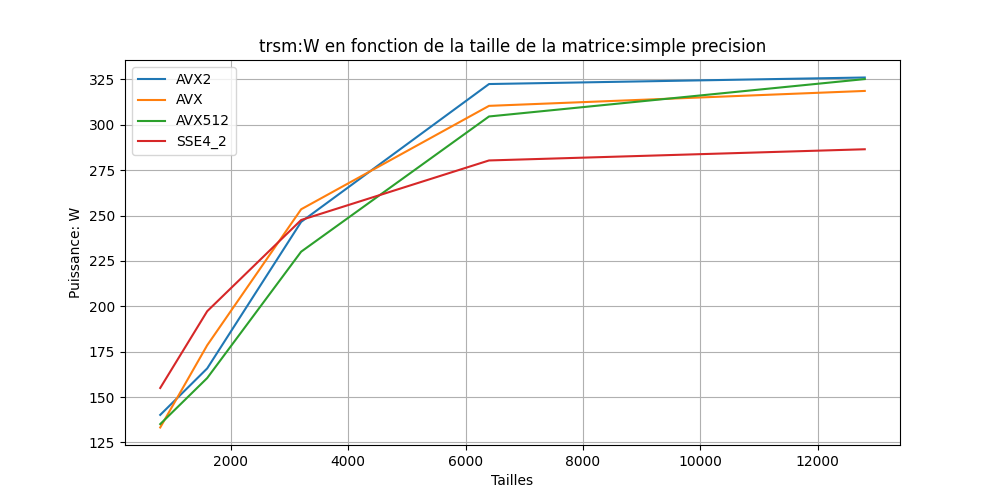 trsm:W en fonction de la taille de la matrice:simple precision
AVX2
AVX
AVX512
SSE4_2
325
300
275
250
225
200
175
150
125
Puissance: W
2000 4000 6000 8000 10000 12000
Tailles